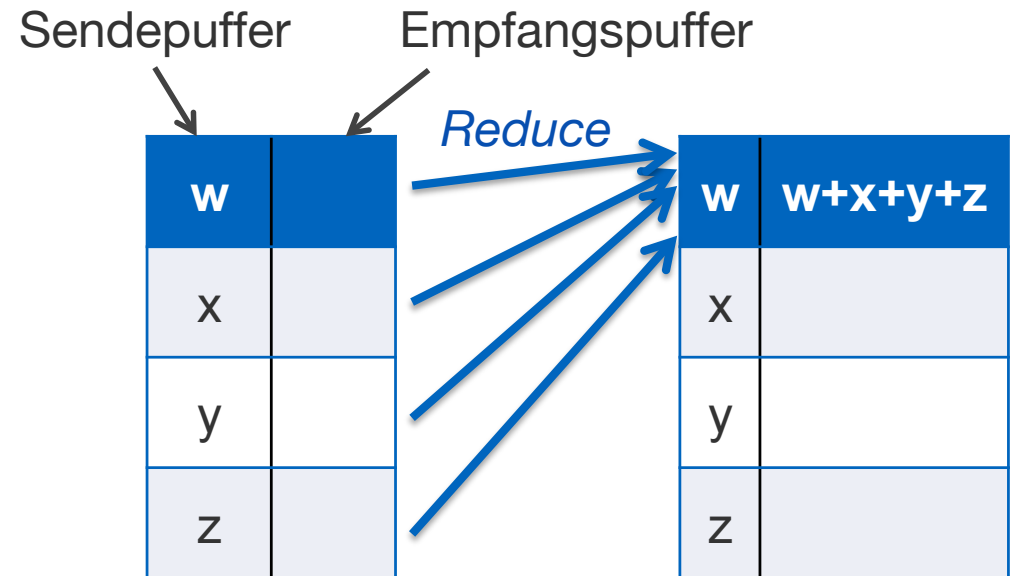 Sendepuffer Empfangspuffer
Reduce
w w w+x+y+z
x x
y y
z z